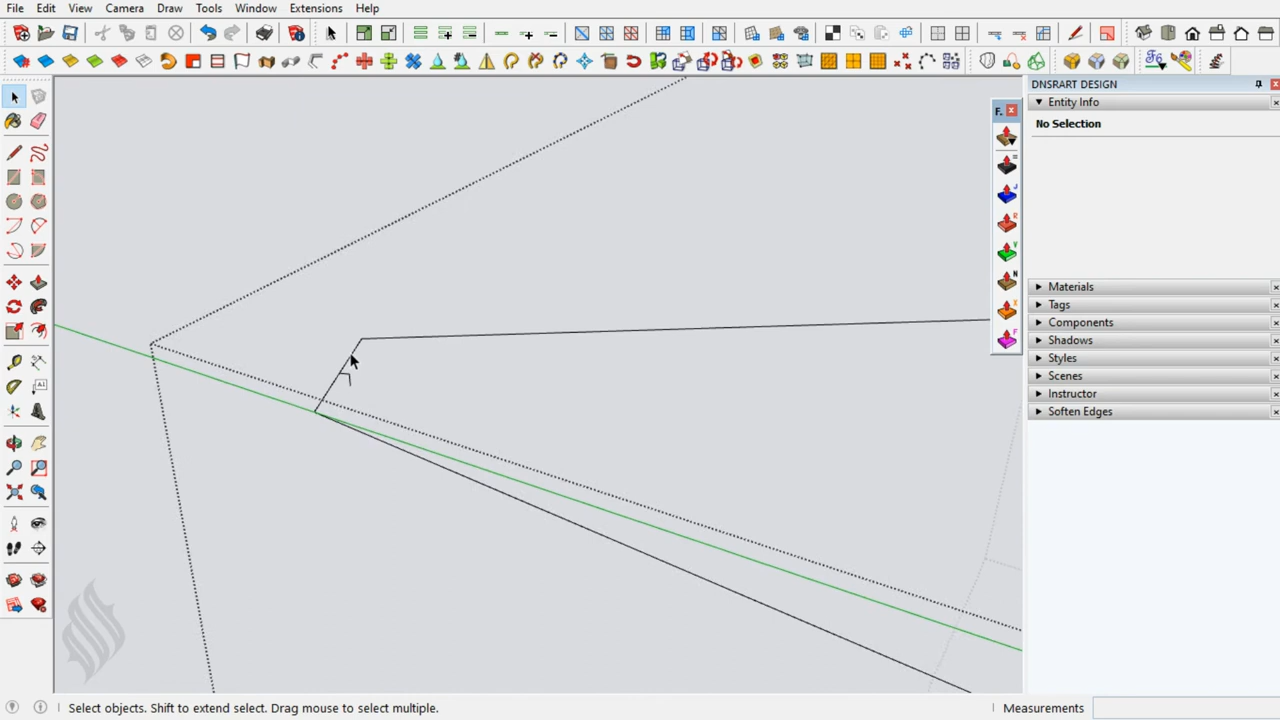 File Edit View Camera Draw Tools Window Extensions Help
DNSRART DESIGN
Entity Info
No Selection
F.
J
R
V
N
X
F
Materials
Tags
Components
Shadows
Styles
Scenes
Instructor
Soften Edges
Select objects. Shift to extend select. Drag mouse to select multiple.
Measurements